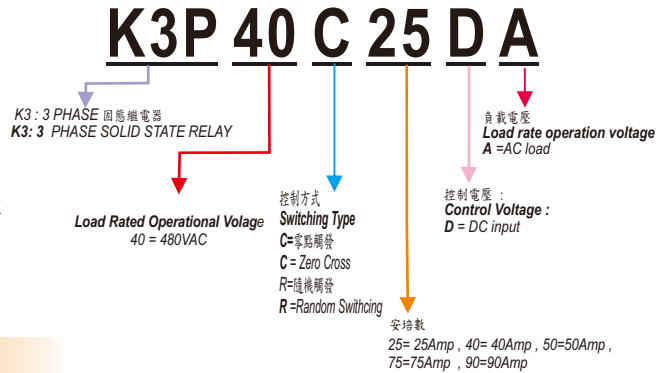 K3P 40 C 25 D A
K3 : 3 PHASE 固態繼電器
K3: 3 PHASE SOLID STATE RELAY
Load Rated Operational Volage
40 = 480VAC
控制方式
Switching Type
C=零點觸發
C = Zero Cross
R=隨機觸發
R =Random Swithcing
安培數
25= 25Amp , 40= 40Amp , 50=50Amp ,
75=75Amp , 90=90Amp
控制電壓 :
Control Voltage :
D = DC input
負載電壓
Load rate operation voltage
A =AC load